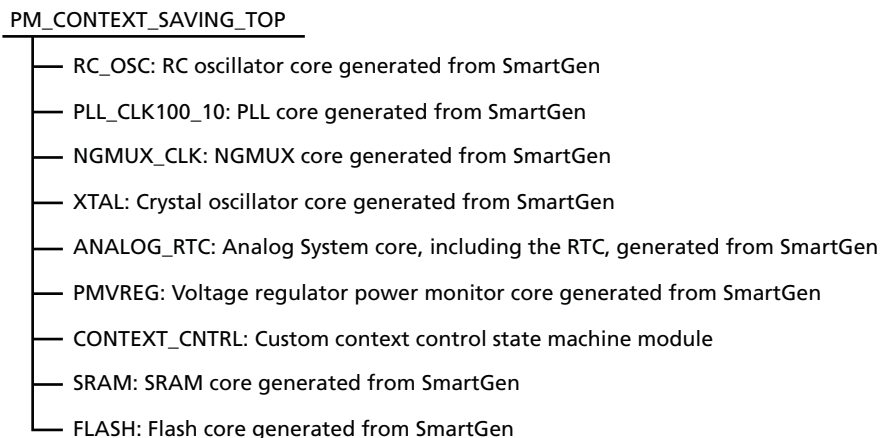 PM_CONTEXT_SAVING_TOP
RC_OSC: RC oscillator core generated from SmartGen
PLL_CLK100_10: PLL core generated from SmartGen
NGMUX_CLK: NGMUX core generated from SmartGen
XTAL: Crystal oscillator core generated from SmartGen
ANALOG_RTC: Analog System core, including the RTC, generated from SmartGen
PMVREG: Voltage regulator power monitor core generated from SmartGen
CONTEXT_CNTRL: Custom context control state machine module
SRAM: SRAM core generated from SmartGen
FLASH: Flash core generated from SmartGen